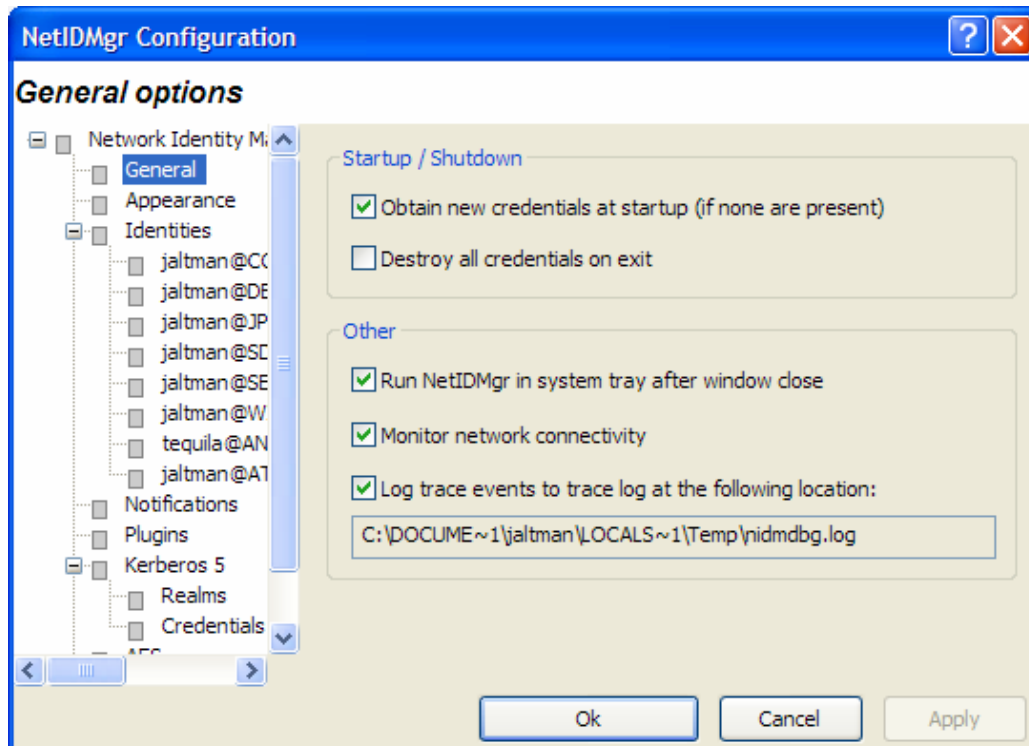 NetIDMgr Configuration
General options
Network Identity Ma
General
Appearance
Identities
jaltman@CC
jaltman@DE
jaltman@JP
jaltman@SD
jaltman@SE
jaltman@W
tequila@AN
jaltman@AT
Notifications
Plugins
Kerberos 5
Realms
Credentials
AFS
Startup / Shutdown
Obtain new credentials at startup (if none are present)
Destroy all credentials on exit
Other
Run NetIDMgr in system tray after window close
Monitor network connectivity
Log trace events to trace log at the following location:
C:\DOCUME~1\jaltman\LOCALS~1\Temp\nidmdbg.log
Ok
Cancel
Apply